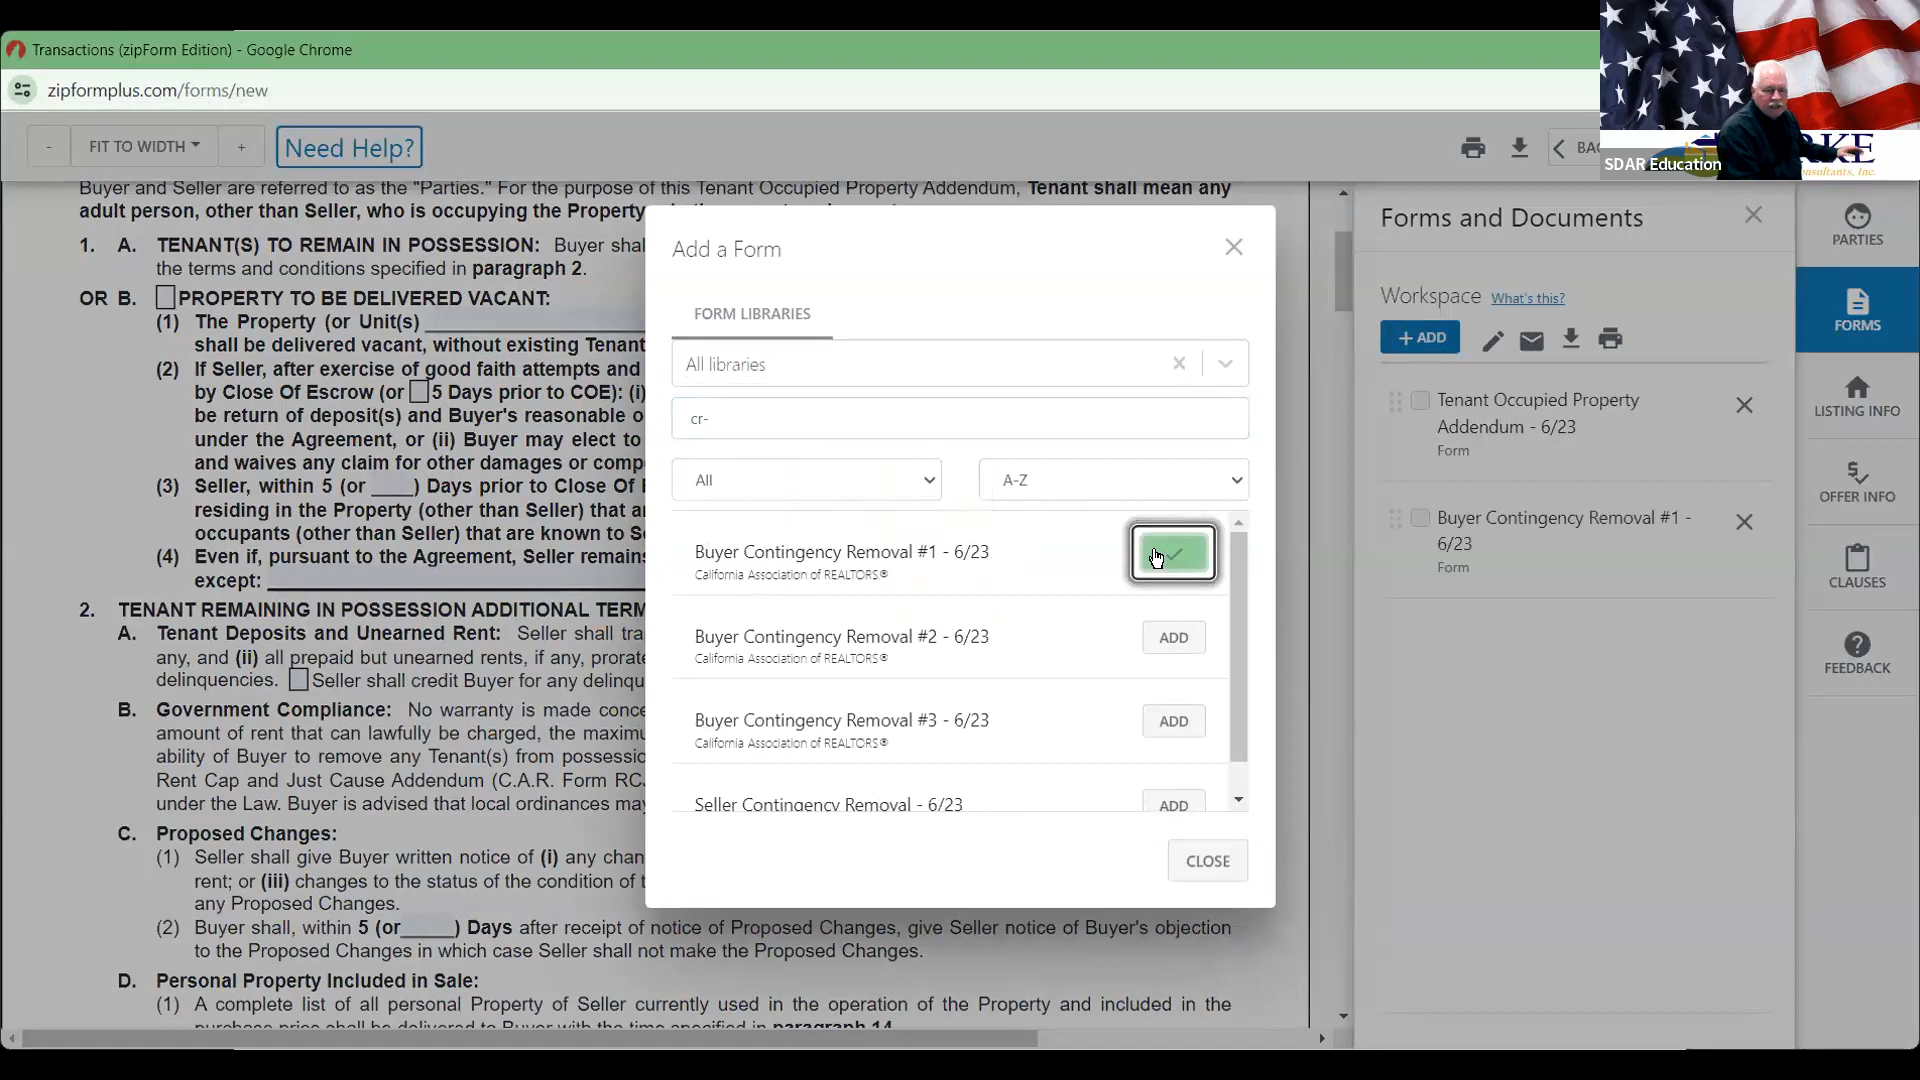 Transactions (zipForm Edition) - Google Chrome
zipformplus.com/forms/new
- FIT TO WIDTH + Need Help?
SDAR Education
Buyer and Seller are referred to as the "Parties." For the purpose of this Tenant Occupied Property Addendum, Tenant shall mean any
adult person, other than Seller, who is occupying the Property
1. A. TENANT(S) TO REMAIN IN POSSESSION: Buyer shal
the terms and conditions specified in paragraph 2.
OR B. PROPERTY TO BE DELIVERED VACANT:
(1) The Property (or Unit(s)
shall be delivered vacant, without existing Tenant
(2) If Seller, after exercise of good faith attempts and
by Close Of Escrow (or 5 Days prior to COE): (i)
be return of deposit(s) and Buyer's reasonable o
under the Agreement, or (ii) Buyer may elect to
and waives any claim for other damages or comp
(3) Seller, within 5 (or ____) Days prior to Close Of
residing in the Property (other than Seller) that ar
occupants (other than Seller) that are known to Se
(4) Even if, pursuant to the Agreement, Seller remains
except:
2. TENANT REMAINING IN POSSESSION ADDITIONAL TERM
A. Tenant Deposits and Unearned Rent: Seller shall tra
any, and (ii) all prepaid but unearned rents, if any, prorate
delinquencies. Seller shall credit Buyer for any delinqu
B. Government Compliance: No warranty is made conce
amount of rent that can lawfully be charged, the maximu
ability of Buyer to remove any Tenant(s) from possessio
Rent Cap and Just Cause Addendum (C.A.R. Form RCJ
under the Law. Buyer is advised that local ordinances may
C. Proposed Changes:
(1) Seller shall give Buyer written notice of (i) any chan
rent; or (iii) changes to the status of the condition of t
any Proposed Changes.
(2) Buyer shall, within 5 (or_____) Days after receipt of notice of Proposed Changes, give Seller notice of Buyer's objection
to the Proposed Changes in which case Seller shall not make the Proposed Changes.
D. Personal Property Included in Sale:
(1) A complete list of all personal Property of Seller currently used in the operation of the Property and included in the
purchase price shall be delivered to Buyer with the time specified in paragraph 14
Add a Form
FORM LIBRARIES
All libraries
cr-
All A-Z
Buyer Contingency Removal #1 - 6/23
California Association of REALTORS®
Buyer Contingency Removal #2 - 6/23 ADD
California Association of REALTORS®
Buyer Contingency Removal #3 - 6/23 ADD
California Association of REALTORS®
Seller Contingency Removal - 6/23 ADD
CLOSE
Forms and Documents
Workspace What's this?
+ ADD
Tenant Occupied Property
Addendum - 6/23
Form
Buyer Contingency Removal #1 -
6/23
Form
PARTIES
FORMS
LISTING INFO
OFFER INFO
CLAUSES
FEEDBACK